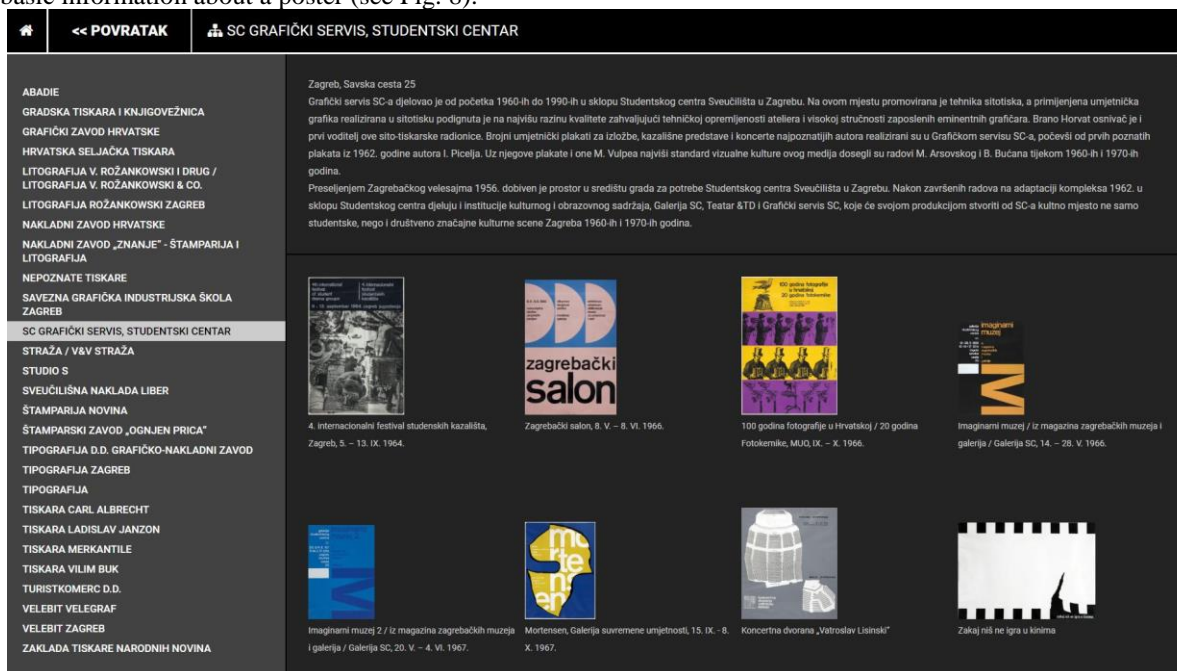 basic information about a poster (see Fig. 8).
<< POVRATAK
SC GRAFIČKI SERVIS, STUDENTSKI CENTAR
ABADIE
GRADSKA TISKARA I KNJIGOVEŽNICA
GRAFIČKI ZAVOD HRVATSKE
HRVATSKA SELJAČKA TISKARA
LITOGRAFIJA V. ROŽANKOWSKI I DRUG /
LITOGRAFIJA V. ROŽANKOWSKI & CO.
LITOGRAFIJA ROŽANKOWSKI ZAGREB
NAKLADNI ZAVOD HRVATSKE
NAKLADNI ZAVOD „ZNANJE" - ŠTAMPARIJA I
LITOGRAFIJA
NEPOZNATE TISKARE
SAVEZNA GRAFIČKA INDUSTRIJSKA ŠKOLA
ZAGREB
SC GRAFIČKI SERVIS, STUDENTSKI CENTAR
STRAŽA / V&V STRAŽA
STUDIO S
SVEUČILIŠNA NAKLADA LIBER
ŠTAMPARIJA NOVINA
ŠTAMPARSKI ZAVOD „OGNJEN PRICA"
TIPOGRAFIJA D.D. GRAFIČKO-NAKLADNI ZAVOD
TIPOGRAFIJA ZAGREB
TIPOGRAFIJA
TISKARA CARL ALBRECHT
TISKARA LADISLAV JANZON
TISKARA MERKANTILE
TISKARA VILIM BUK
TURISTKOMERC D.D.
VELEBIT VELEGRAF
VELEBIT ZAGREB
ZAKLADA TISKARE NARODNIH NOVINA
Zagreb, Savska cesta 25
Grafički servis SC-a djelovao je od početka 1960-ih do 1990-ih u sklopu Studentskog centra Sveučilišta u Zagrebu. Na ovom mjestu promovirana je tehnika sitotiska, a primijenjena umjetnička
grafika realizirana u sitotisku podignuta je na najvišu razinu kvalitete zahvaljujući tehničkoj opremljenosti ateliera i visokoj stručnosti zaposlenih eminentnih grafičara. Brano Horvat osnivač je i
prvi voditelj ove sito-tiskarske radionice. Brojni umjetnički plakati za izložbe, kazališne predstave i koncerte najpoznatijih autora realizirani su u Grafičkom servisu SC-a, počevši od prvih poznatih
plakata iz 1962. godine autora I. Picelja. Uz njegove plakate i one M. Vulpea najviši standard vizualne kulture ovog medija dosegli su radovi M. Arsovskog i B. Bućana tijekom 1960-ih i 1970-ih
godina.
Preseljenjem Zagrebačkog velesajma 1956. dobiven je prostor u središtu grada za potrebe Studentskog centra Sveučilišta u Zagrebu. Nakon završenih radova na adaptaciji kompleksa 1962. u
sklopu Studentskog centra djeluju i institucije kulturnog i obrazovnog sadržaja, Galerija SC, Teatar &TD i Grafički servis SC, koje će svojom produkcijom stvoriti od SC-a kultno mjesto ne samo
studentske, nego i društveno značajne kulturne scene Zagreba 1960-ih i 1970-ih godina.
zagrebački
salon
100 godina fotografije
u hrvatskoj
20 godina fotokemike
imaginarni
muzej
M
4. internacionalni festival studenskih kazališta,
Zagreb, 5. – 13. IX. 1964.
Zagrebački salon, 8. V. – 8. VI. 1966.
100 godina fotografije u Hrvatskoj / 20 godina
Fotokemike, MUO, IX. – X. 1966.
Imaginarni muzej / iz magazina zagrebačkih muzeja i
galerija / Galerija SC, 14. – 28. V. 1966.
M
mo
rte
ns
en
Imaginarni muzej 2 / iz magazina zagrebačkih muzeja
i galerija / Galerija SC, 20. V. – 4. VI. 1967.
Mortensen, Galerija suvremene umjetnosti, 15. IX. - 8.
X. 1967.
Koncertna dvorana „Vatroslav Lisinski"
Zakaj niš ne igra u kinima